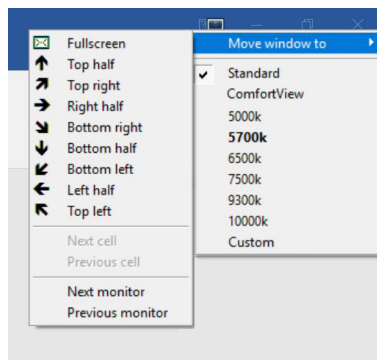 Fullscreen
Top half
Top right
Right half
Bottom right
Bottom half
Bottom left
Left half
Top left
Next cell
Previous cell
Next monitor
Previous monitor
Move window to
Standard
ComfortView
5000k
5700k
6500k
7500k
9300k
10000k
Custom